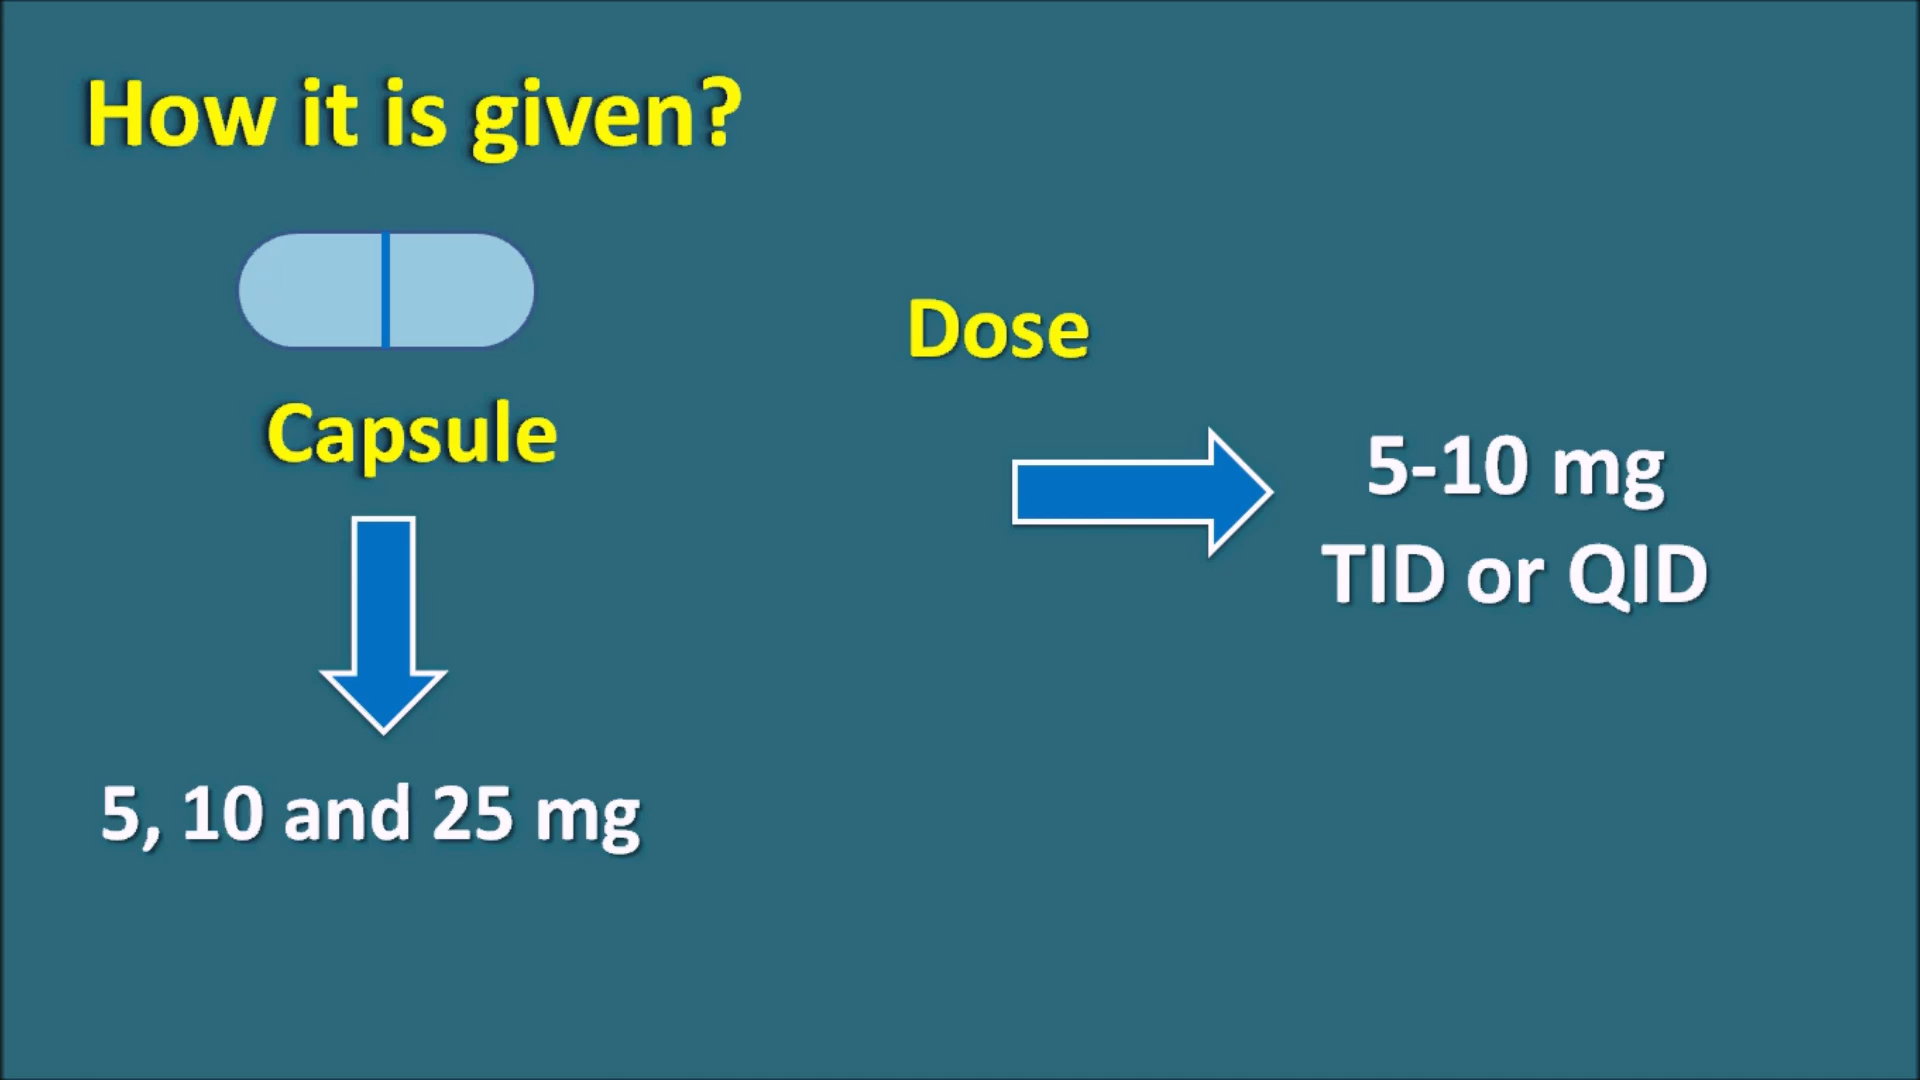 How it is given?
Capsule
5, 10 and 25 mg
Dose
5-10 mg
TID or QID